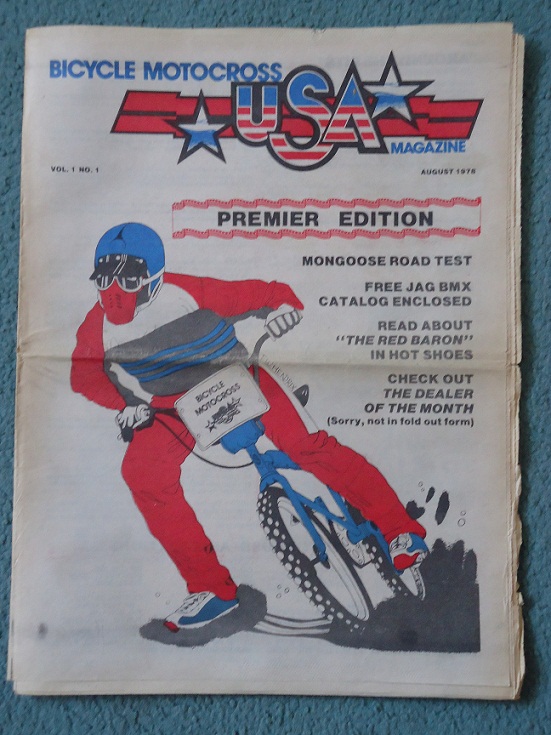 BICYCLE MOTOCROSS
USA
MAGAZINE
VOL. 1 NO. 1
AUGUST 1978
PREMIER EDITION
MONGOOSE ROAD TEST
FREE JAG BMX
CATALOG ENCLOSED
READ ABOUT
"THE RED BARON"
IN HOT SHOES
CHECK OUT
THE DEALER
OF THE MONTH
(Sorry, not in fold out form)
BICYCLE
MOTOCROSS